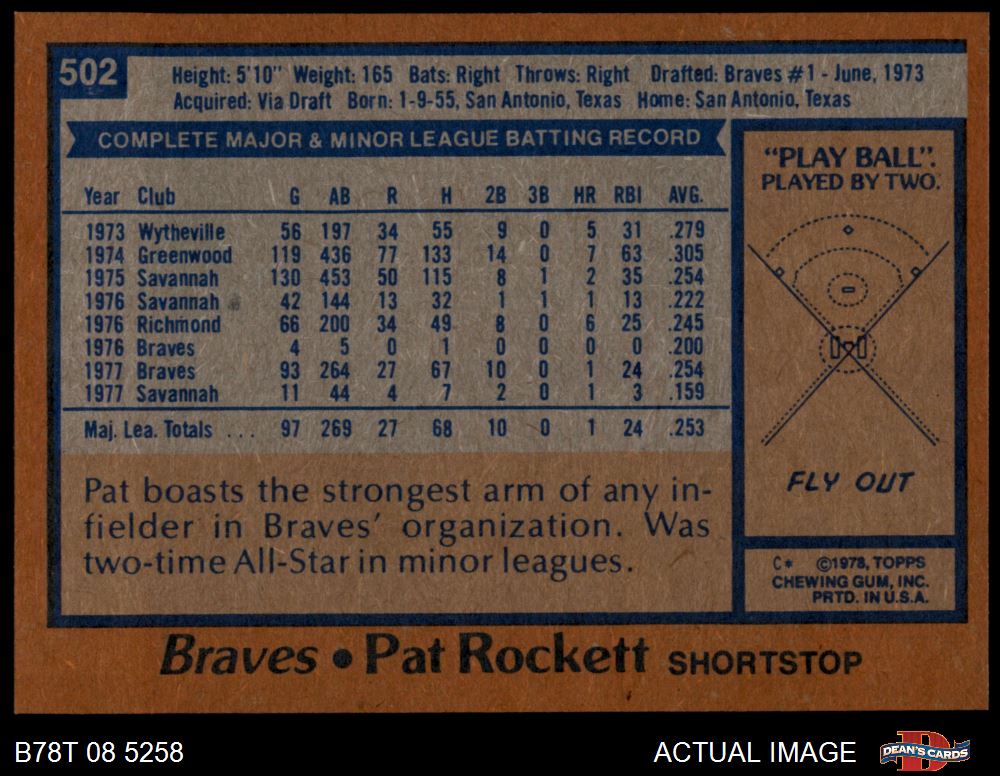 502
Height: 5'10" Weight: 165 Bats: Right Throws: Right Drafted: Braves #1 - June, 1973
Acquired: Via Draft Born: 1-9-55, San Antonio, Texas Home: San Antonio, Texas
COMPLETE MAJOR & MINOR LEAGUE BATTING RECORD
Year Club G AB R H 2B 3B HR RBI AVG.
1973 Wytheville 56 197 34 55 9 0 5 31 .279
1974 Greenwood 119 436 77 133 14 0 7 63 .305
1975 Savannah 130 453 50 115 8 1 2 35 .254
1976 Savannah 42 144 13 32 1 1 1 13 .222
1976 Richmond 66 200 34 49 8 0 6 25 .245
1976 Braves 4 5 0 1 0 0 0 0 .200
1977 Braves 93 264 27 67 10 0 1 24 .254
1977 Savannah 11 44 4 7 2 0 1 3 .159
Maj. Lea. Totals . . . 97 269 27 68 10 0 1 24 .253
Pat boasts the strongest arm of any in-
fielder in Braves' organization. Was
two-time All-Star in minor leagues.
"PLAY BALL".
PLAYED BY TWO.
FLY OUT
C* ©1978, TOPPS
CHEWING GUM, INC.
PRTD. IN U.S.A.
Braves • Pat Rockett SHORTSTOP
B78T 08 5258
ACTUAL IMAGE
D
DEAN'S CARDS